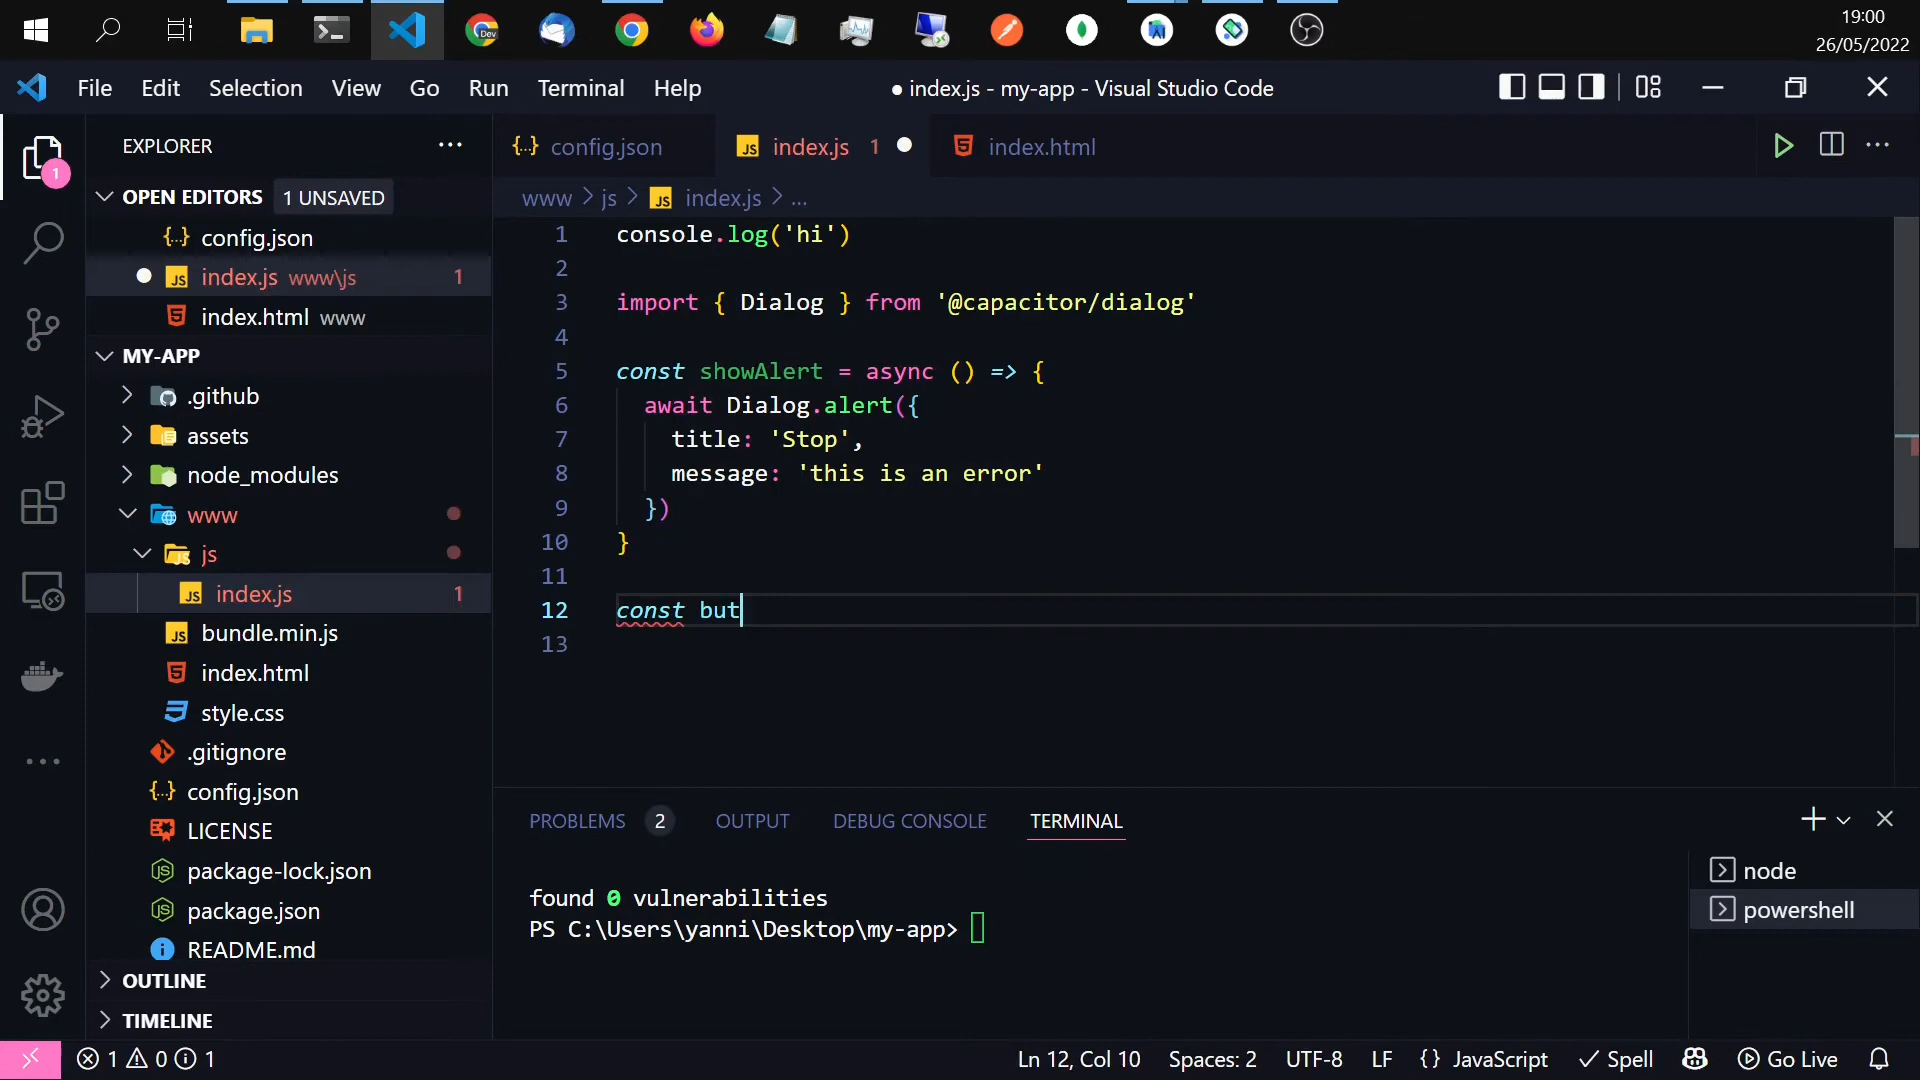 19:00
26/05/2022
Dev
File Edit Selection View Go Run Terminal Help
● index.js - my-app - Visual Studio Code
EXPLORER
1
OPEN EDITORS 1 UNSAVED
config.json
index.js www\js 1
index.html www
MY-APP
.github
assets
node_modules
www
js
index.js 1
bundle.min.js
index.html
style.css
.gitignore
config.json
LICENSE
package-lock.json
package.json
README.md
OUTLINE
TIMELINE
config.json index.js 1 index.html
www > js > index.js > ...
1 console.log('hi')
2
3 import { Dialog } from '@capacitor/dialog'
4
5 const showAlert = async () => {
6 await Dialog.alert({
7 title: 'Stop',
8 message: 'this is an error'
9 })
10 }
11
12 const but
13
PROBLEMS 2 OUTPUT DEBUG CONSOLE TERMINAL
found 0 vulnerabilities
PS C:\Users\yanni\Desktop\my-app>
node
powershell
1 0 1
Ln 12, Col 10 Spaces: 2 UTF-8 LF {} JavaScript Spell Go Live